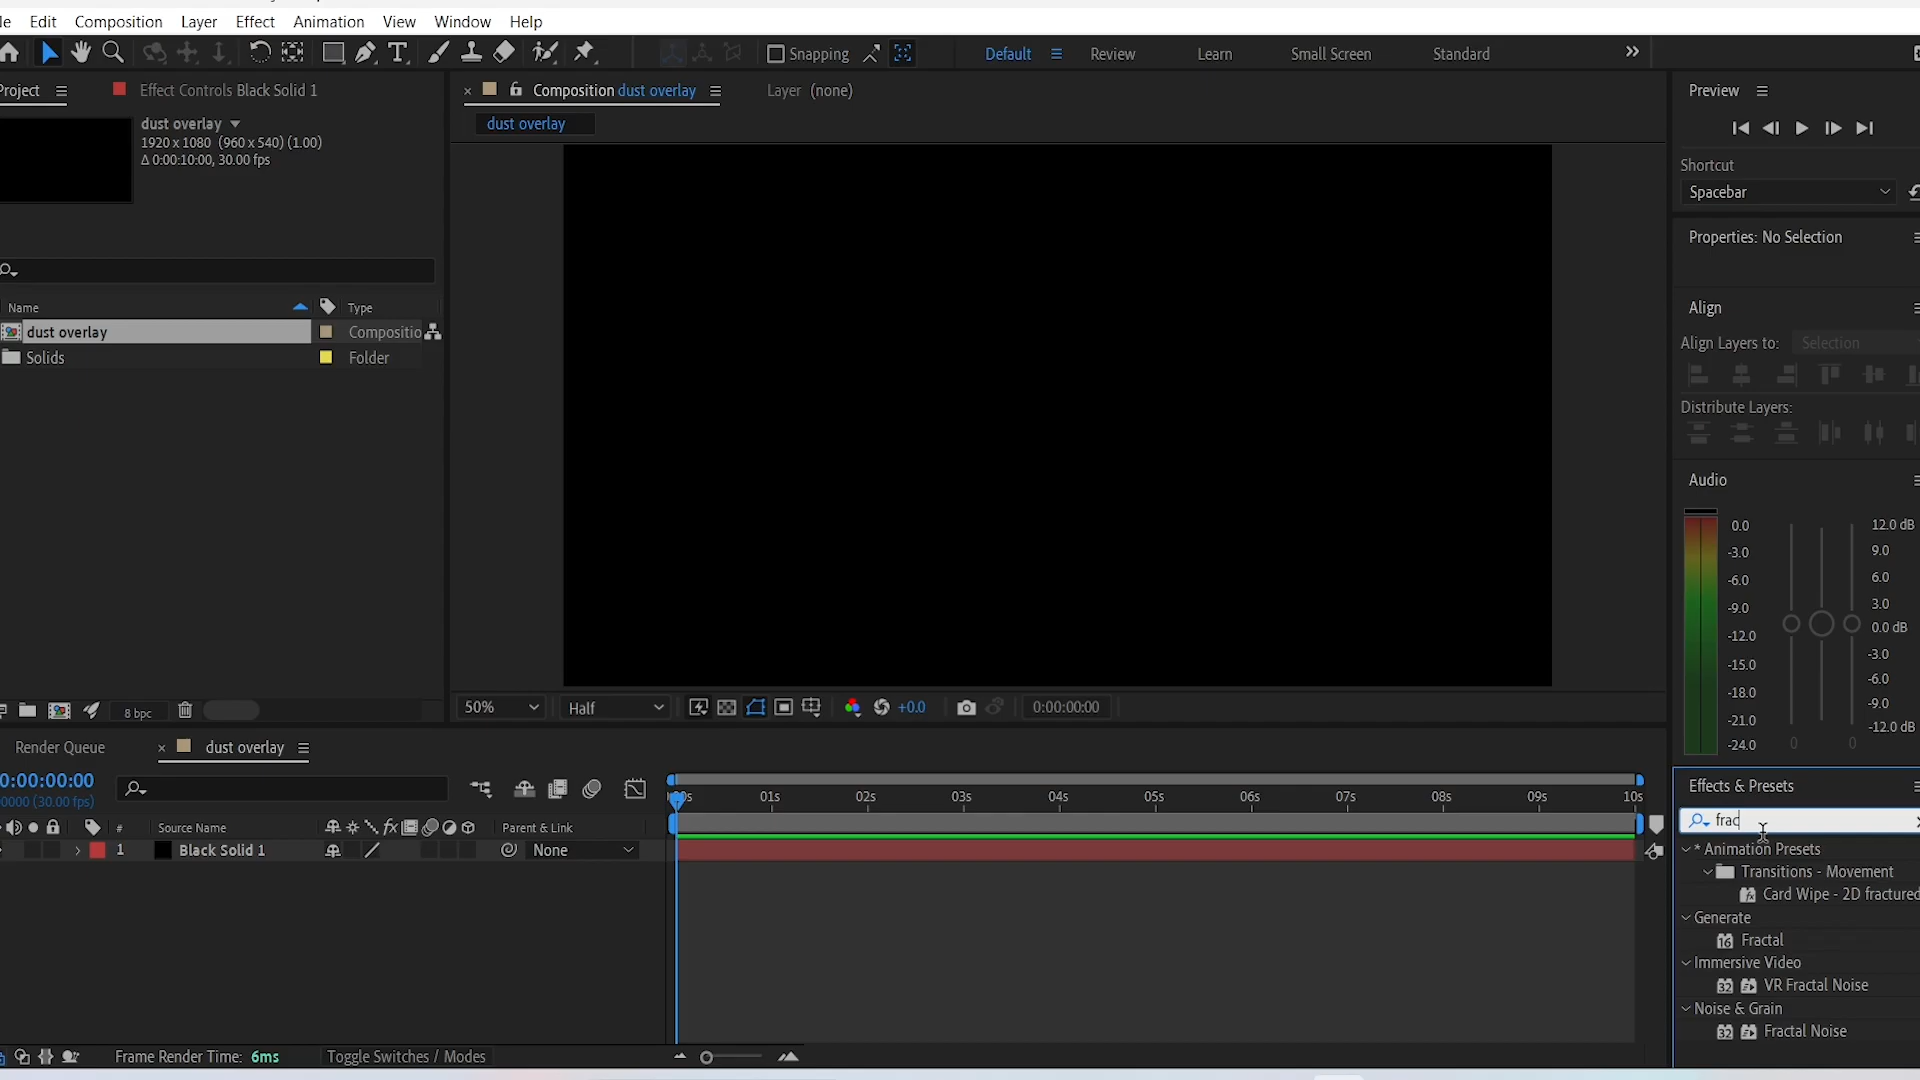 le Edit Composition Layer Effect Animation View Window Help
Snapping Default Review Learn Small Screen Standard
Project Effect Controls Black Solid 1
dust overlay
1920 x 1080 (960 x 540) (1.00)
Δ 0:00:10:00, 30.00 fps
Name Type
dust overlay Compositio
Solids Folder
8 bpc
Composition dust overlay Layer (none)
dust overlay
50% Half +0.0 0:00:00:00
Preview
Shortcut
Spacebar
Properties: No Selection
Align
Align Layers to: Selection
Distribute Layers:
Audio
0.0 12.0 dB
-3.0 9.0
-6.0 6.0
-9.0 3.0
-12.0 0.0 dB
-15.0 -3.0
-18.0 -6.0
-21.0 -9.0
-24.0 -12.0 dB
0 0
Effects & Presets
frac
* Animation Presets
Transitions - Movement
Card Wipe - 2D fractured
Generate
16 Fractal
Immersive Video
32 VR Fractal Noise
Noise & Grain
32 Fractal Noise
Render Queue dust overlay
0:00:00:00
0000 (30.00 fps)
# Source Name Parent & Link
1 Black Solid 1 None
01s 02s 03s 04s 05s 06s 07s 08s 09s 10s
Frame Render Time: 6ms Toggle Switches / Modes